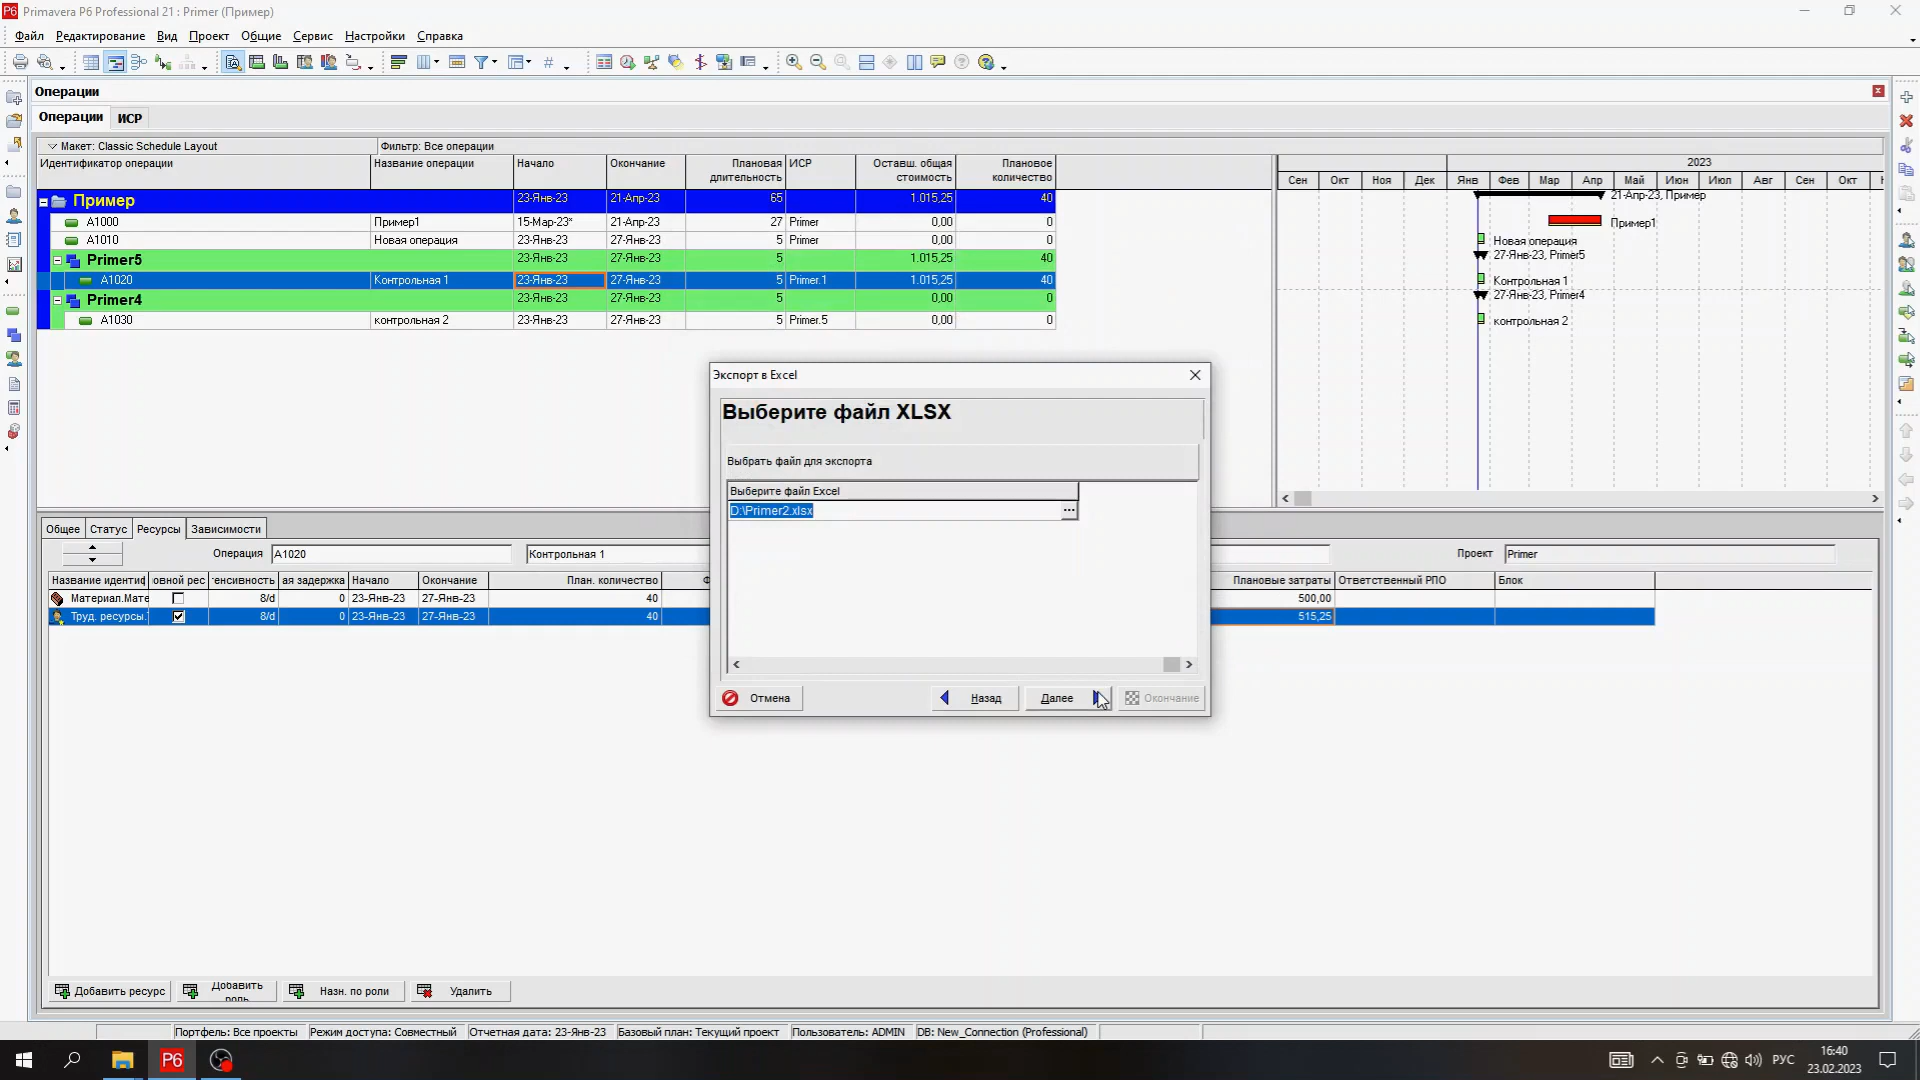 Primavera P6 Professional 21 : Primer (Пример)
Файл Редактирование Вид Проект Общие Сервис Настройки Справка
Операции
Операции ИСР
Макет: Classic Schedule Layout Фильтр: Все операции
Идентификатор операции Название операции Начало Окончание Плановая длительность ИСР Оставш. общая стоимость Плановое количество
2023
Сен Окт Ноя Дек Янв Фев Мар Апр Май Июн Июл Авг Сен Окт
Пример 23-Янв-23 21-Апр-23 65 1.015,25 40
21-Апр-23, Пример
A1000 Пример1 15-Мар-23* 21-Апр-23 27 Primer 0,00 0
Пример1
A1010 Новая операция 23-Янв-23 27-Янв-23 5 Primer 0,00 0
Новая операция
Primer5 23-Янв-23 27-Янв-23 5 1.015,25 40
27-Янв-23, Primer5
A1020 Контрольная 1 23-Янв-23 27-Янв-23 5 Primer.1 1.015,25 40
Контрольная 1
Primer4 23-Янв-23 27-Янв-23 5 0,00 0
27-Янв-23, Primer4
A1030 контрольная 2 23-Янв-23 27-Янв-23 5 Primer.5 0,00 0
контрольная 2
Экспорт в Excel
Выберите файл XLSX
Выбрать файл для экспорта
Выберите файл Excel
D:\Primer2.xlsx ...
Отмена Назад Далее Окончание
Общее Статус Ресурсы Зависимости
Операция A1020 Контрольная 1 Проект Primer
Название идентиф овной рес тенсивность ая задержка Начало Окончание План. количество Плановые затраты Ответственный РПО Блок
Материал.Мате 8/d 0 23-Янв-23 27-Янв-23 40 500,00
Труд. ресурсы. 8/d 0 23-Янв-23 27-Янв-23 40 515,25
Добавить ресурс Добавить роль Назн. по роли Удалить
Портфель: Все проекты Режим доступа: Совместный Отчетная дата: 23-Янв-23 Базовый план: Текущий проект Пользователь: ADMIN DB: New_Connection (Professional)
P6 РУС 16:40
23.02.2023